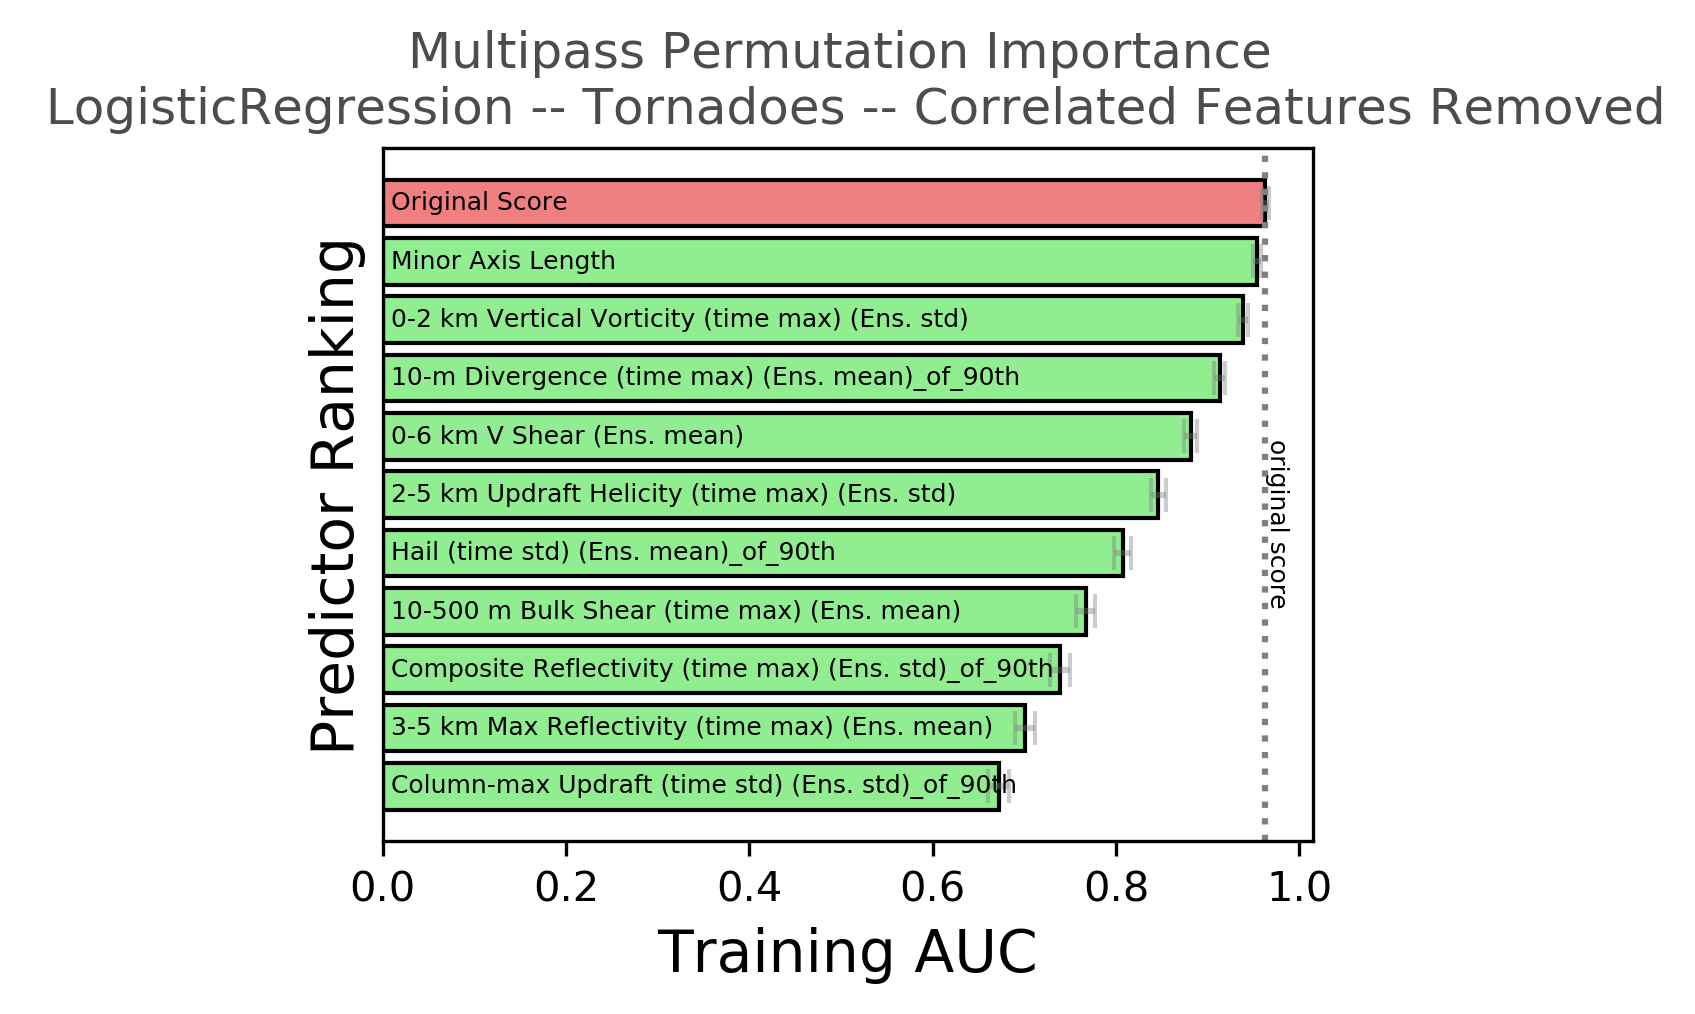 Multipass Permutation Importance
LogisticRegression -- Tornadoes -- Correlated Features Removed
Predictor Ranking
Original Score
Minor Axis Length
0-2 km Vertical Vorticity (time max) (Ens. std)
10-m Divergence (time max) (Ens. mean)_of_90th
0-6 km V Shear (Ens. mean)
2-5 km Updraft Helicity (time max) (Ens. std)
Hail (time std) (Ens. mean)_of_90th
10-500 m Bulk Shear (time max) (Ens. mean)
Composite Reflectivity (time max) (Ens. std)_of_90th
3-5 km Max Reflectivity (time max) (Ens. mean)
Column-max Updraft (time std) (Ens. std)_of_90th
original score
0.0 0.2 0.4 0.6 0.8 1.0
Training AUC